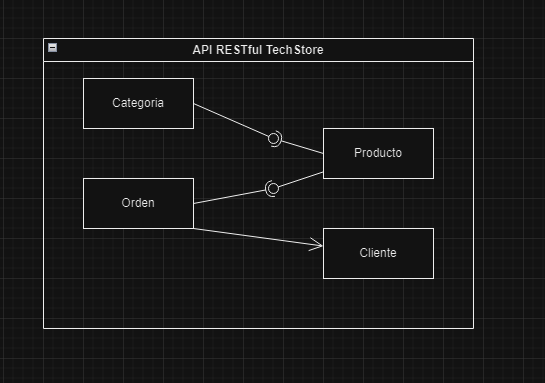 API RESTful TechStore
Categoria
Producto
Orden
Cliente